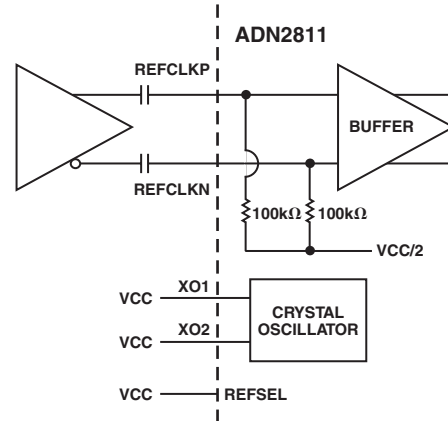 ADN2811
REFCLKP
BUFFER
REFCLKN
100kΩ 100kΩ
VCC/2
VCC XO1
CRYSTAL
OSCILLATOR
VCC XO2
VCC REFSEL